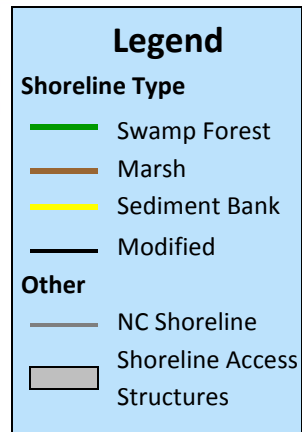 Legend
Shoreline Type
Swamp Forest
Marsh
Sediment Bank
Modified
Other
NC Shoreline
Shoreline Access
Structures